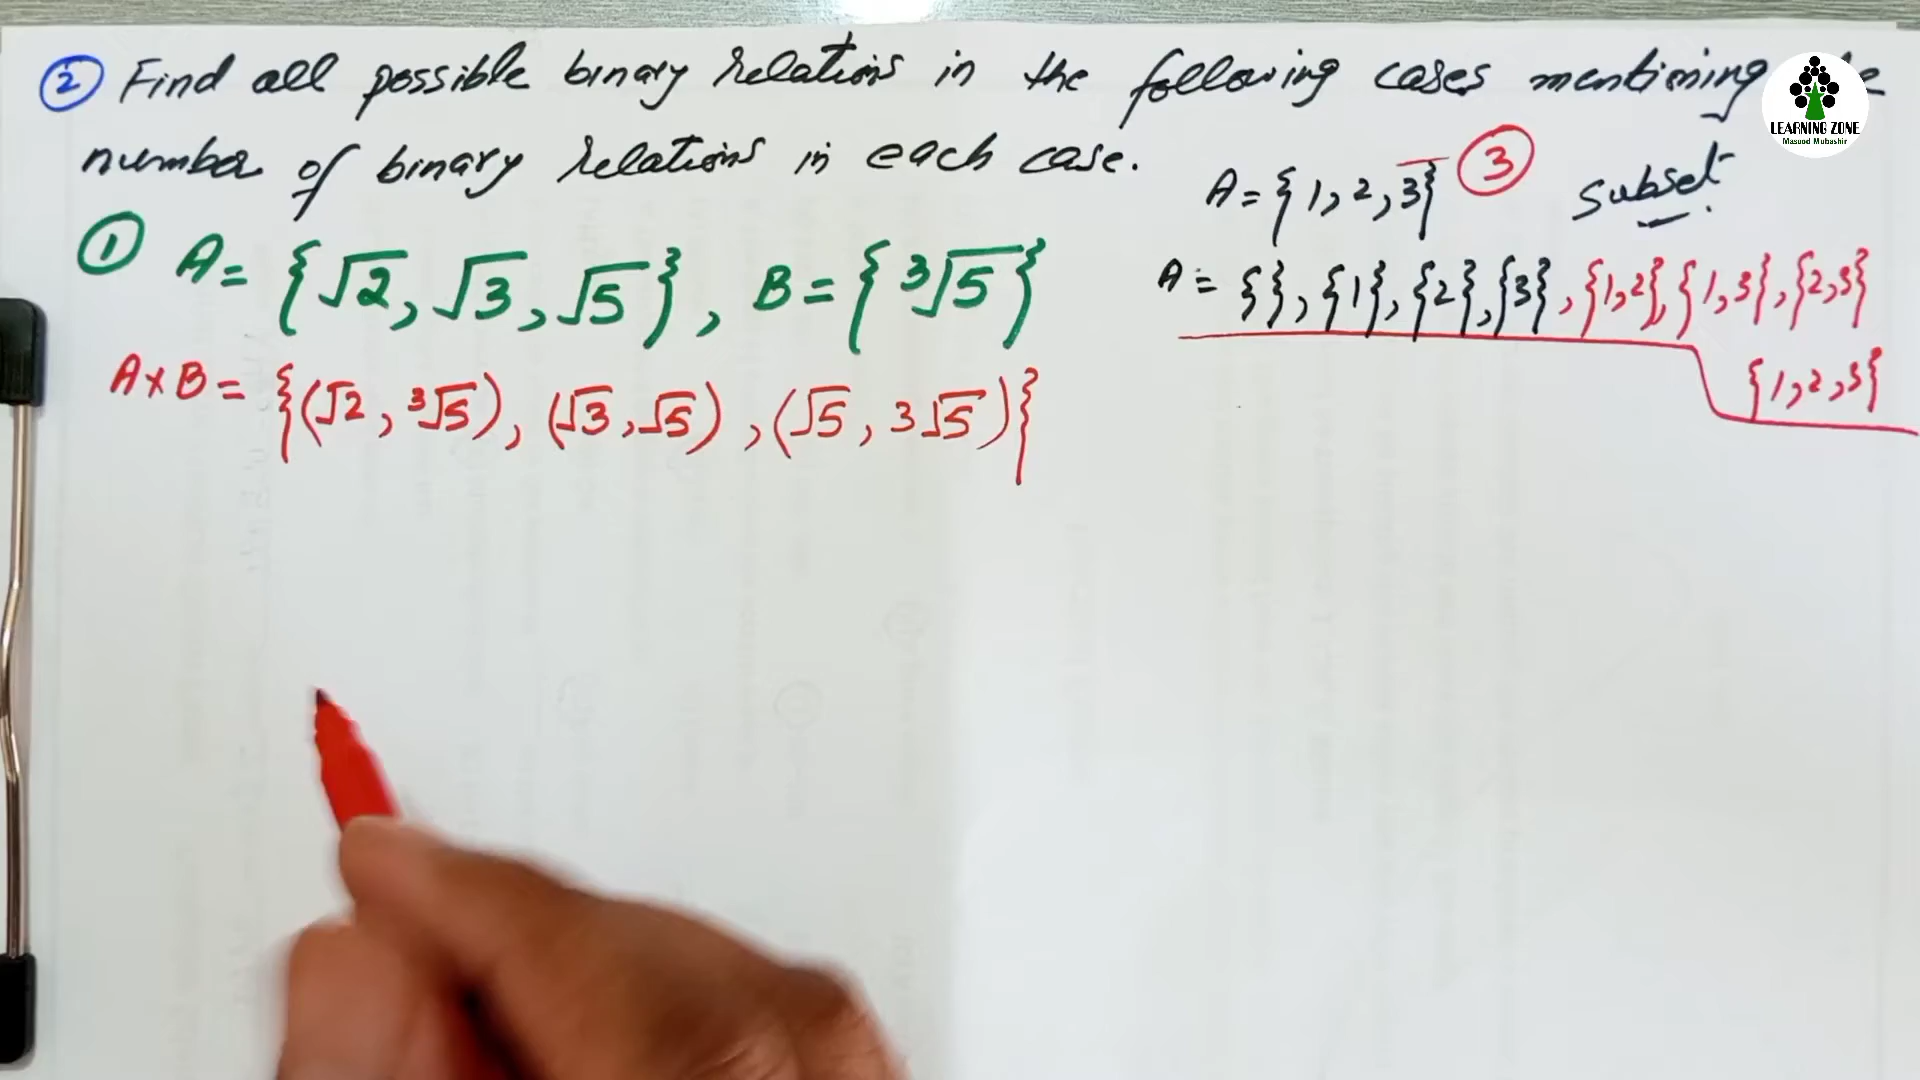 ② Find all possible binary relations in the following cases mentioning
number of binary relations in each case.
① A = {√2, √3, √5}, B = {³√5}
A×B = {(√2, ³√5), (√3, √5), (√5, 3√5)}
A = {1, 2, 3} ③ Subset
A = { }, {1}, {2}, {3}, {1,2}, {1,3}, {2,3}
{1, 2, 3}
LEARNING ZONE
Masood Mubashir